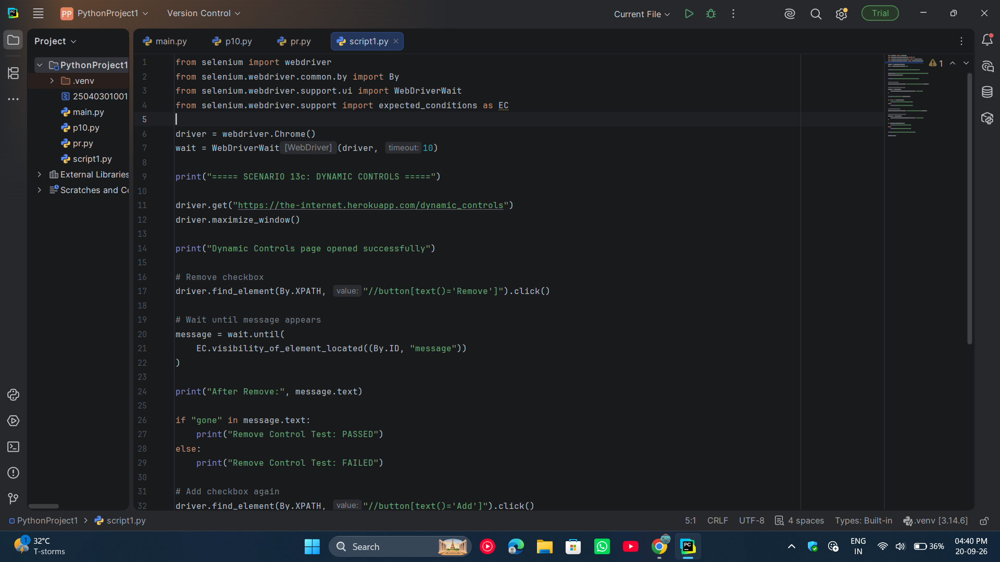 PP PythonProject1 Version Control Current File Trial
Project
main.py p10.py pr.py script1.py
PythonProject1
.venv
25040301001
main.py
p10.py
pr.py
script1.py
External Libraries
Scratches and Co
1
1 from selenium import webdriver
2 from selenium.webdriver.common.by import By
3 from selenium.webdriver.support.ui import WebDriverWait
4 from selenium.webdriver.support import expected_conditions as EC
5
6 driver = webdriver.Chrome()
7 wait = WebDriverWait [WebDriver] (driver, timeout: 10)
8
9 print("===== SCENARIO 13c: DYNAMIC CONTROLS =====")
10
11 driver.get("https://the-internet.herokuapp.com/dynamic_controls")
12 driver.maximize_window()
13
14 print("Dynamic Controls page opened successfully")
15
16 # Remove checkbox
17 driver.find_element(By.XPATH, value: "//button[text()='Remove']").click()
18
19 # Wait until message appears
20 message = wait.until(
21 EC.visibility_of_element_located((By.ID, "message"))
22 )
23
24 print("After Remove:", message.text)
25
26 if "gone" in message.text:
27 print("Remove Control Test: PASSED")
28 else:
29 print("Remove Control Test: FAILED")
30
31 # Add checkbox again
32 driver.find_element(By.XPATH, value: "//button[text()='Add']").click()
PythonProject1 > script1.py 5:1 CRLF UTF-8 4 spaces Types: Built-in .venv [3.14.6]
1 32°C
T-storms
Search
PC
ENG
IN
36%
04:40 PM
20-09-26